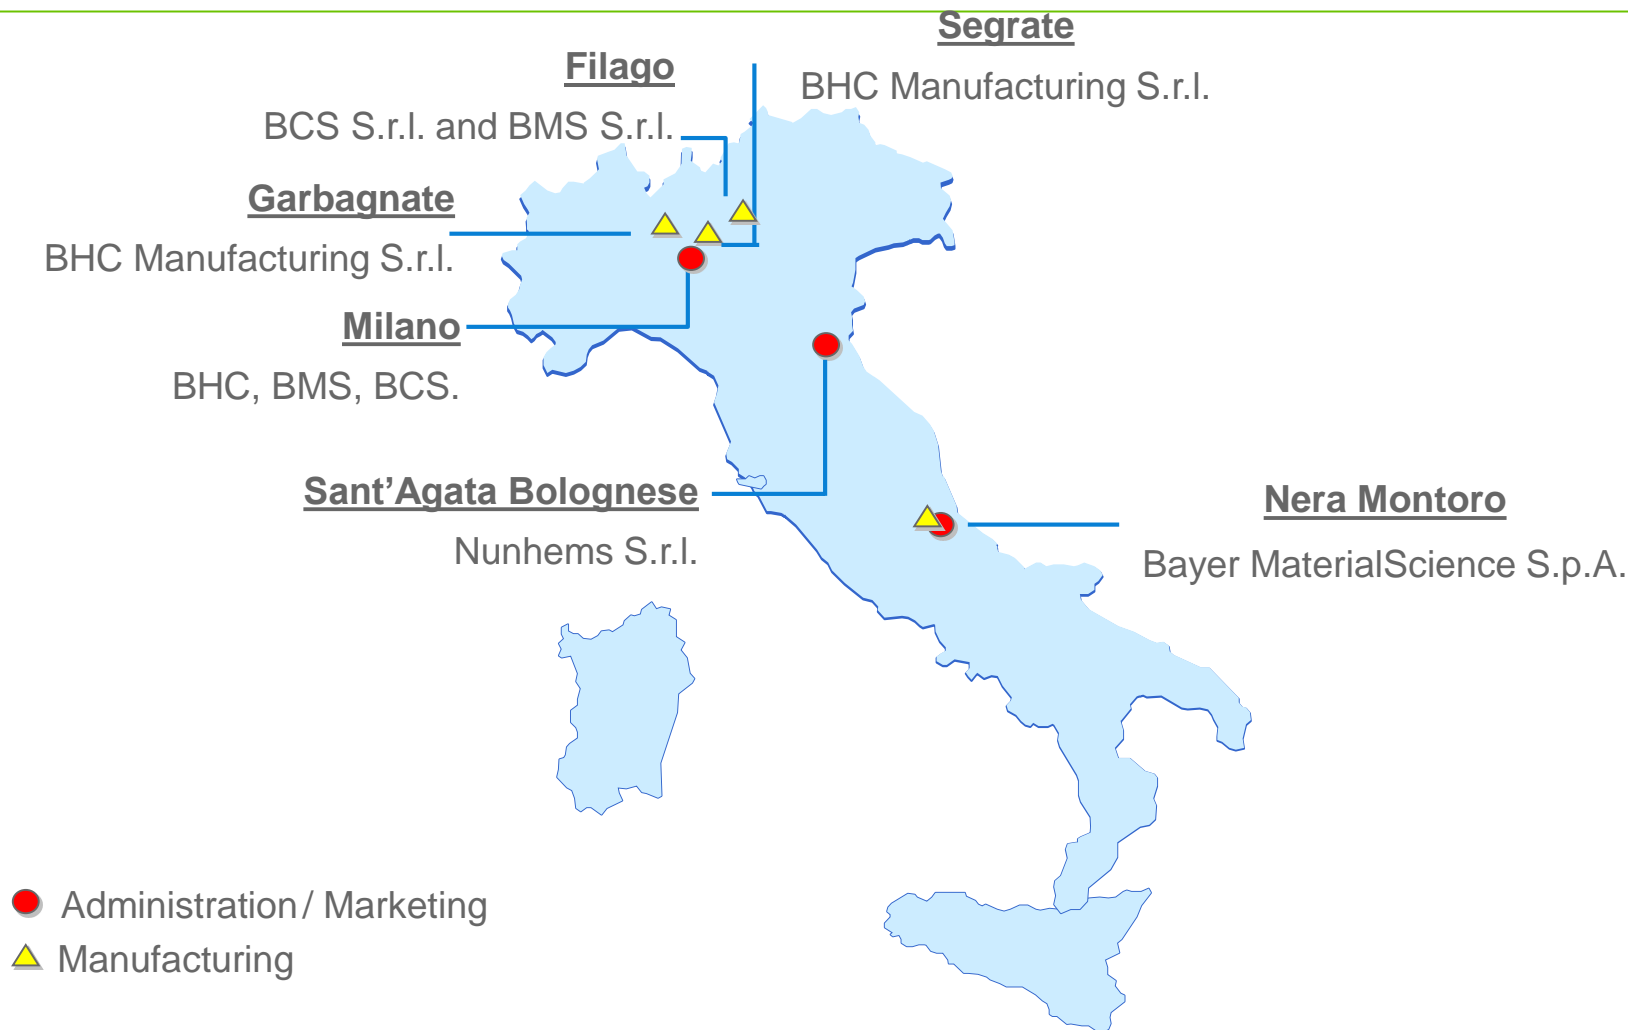 Segrate
BHC Manufacturing S.r.l.
Filago
BCS S.r.l. and BMS S.r.l.
Garbagnate
BHC Manufacturing S.r.l.
Milano
BHC, BMS, BCS.
Sant’Agata Bolognese
Nunhems S.r.l.
Nera Montoro
Bayer MaterialScience S.p.A.
Administration / Marketing
Manufacturing